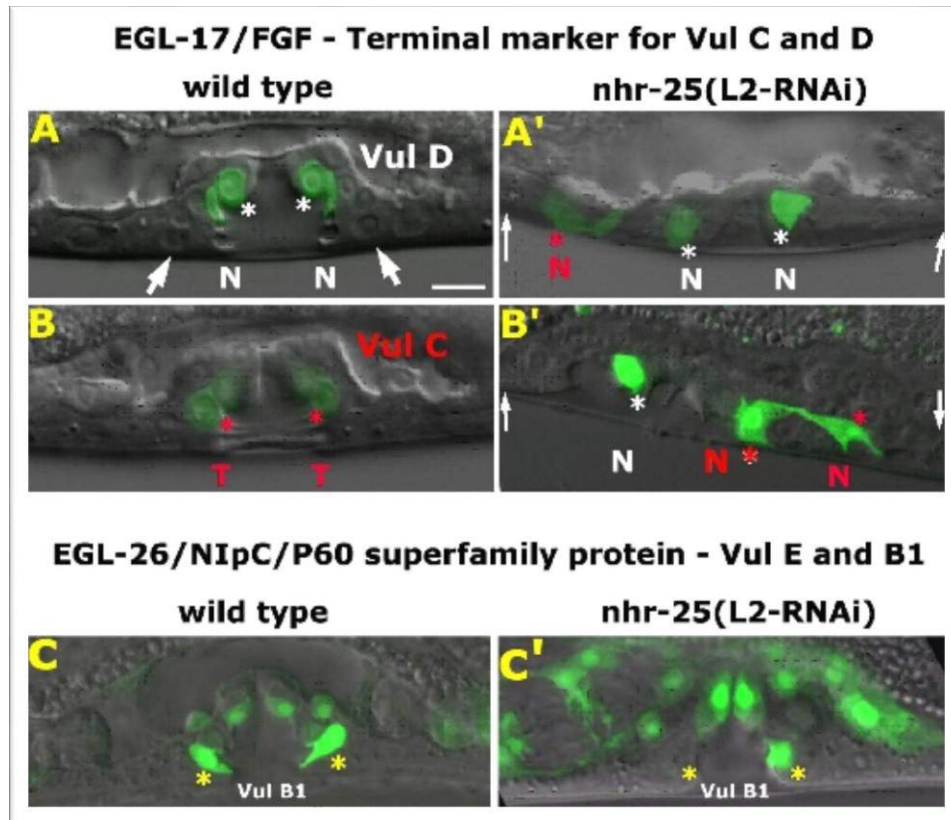 EGL-17/FGF - Terminal marker for Vul C and D
wild type nhr-25(L2-RNAi)
A Vul D A'
* * * * *
N N N N N
B Vul C B'
* * * * *
T T N N N
EGL-26/NIpC/P60 superfamily protein - Vul E and B1
wild type nhr-25(L2-RNAi)
C C'
* * * *
Vul B1 Vul B1